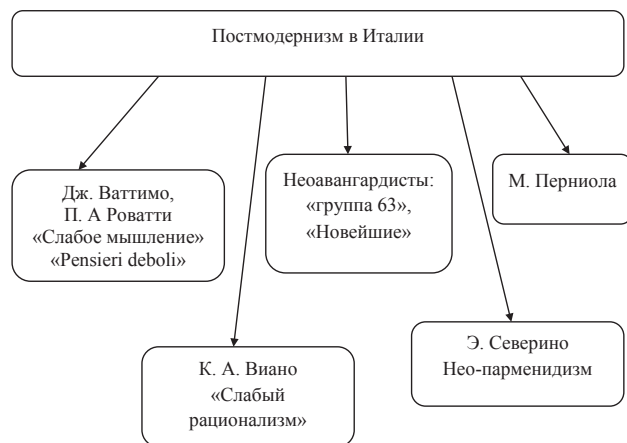 Постмодернизм в Италии
Дж. Ваттимо,
П. А Роватти
«Слабое мышление»
«Pensieri deboli»
Неоавангардисты:
«группа 63»,
«Новейшие»
М. Перниола
К. А. Виано
«Слабый
рационализм»
Э. Северино
Нео-парменидизм